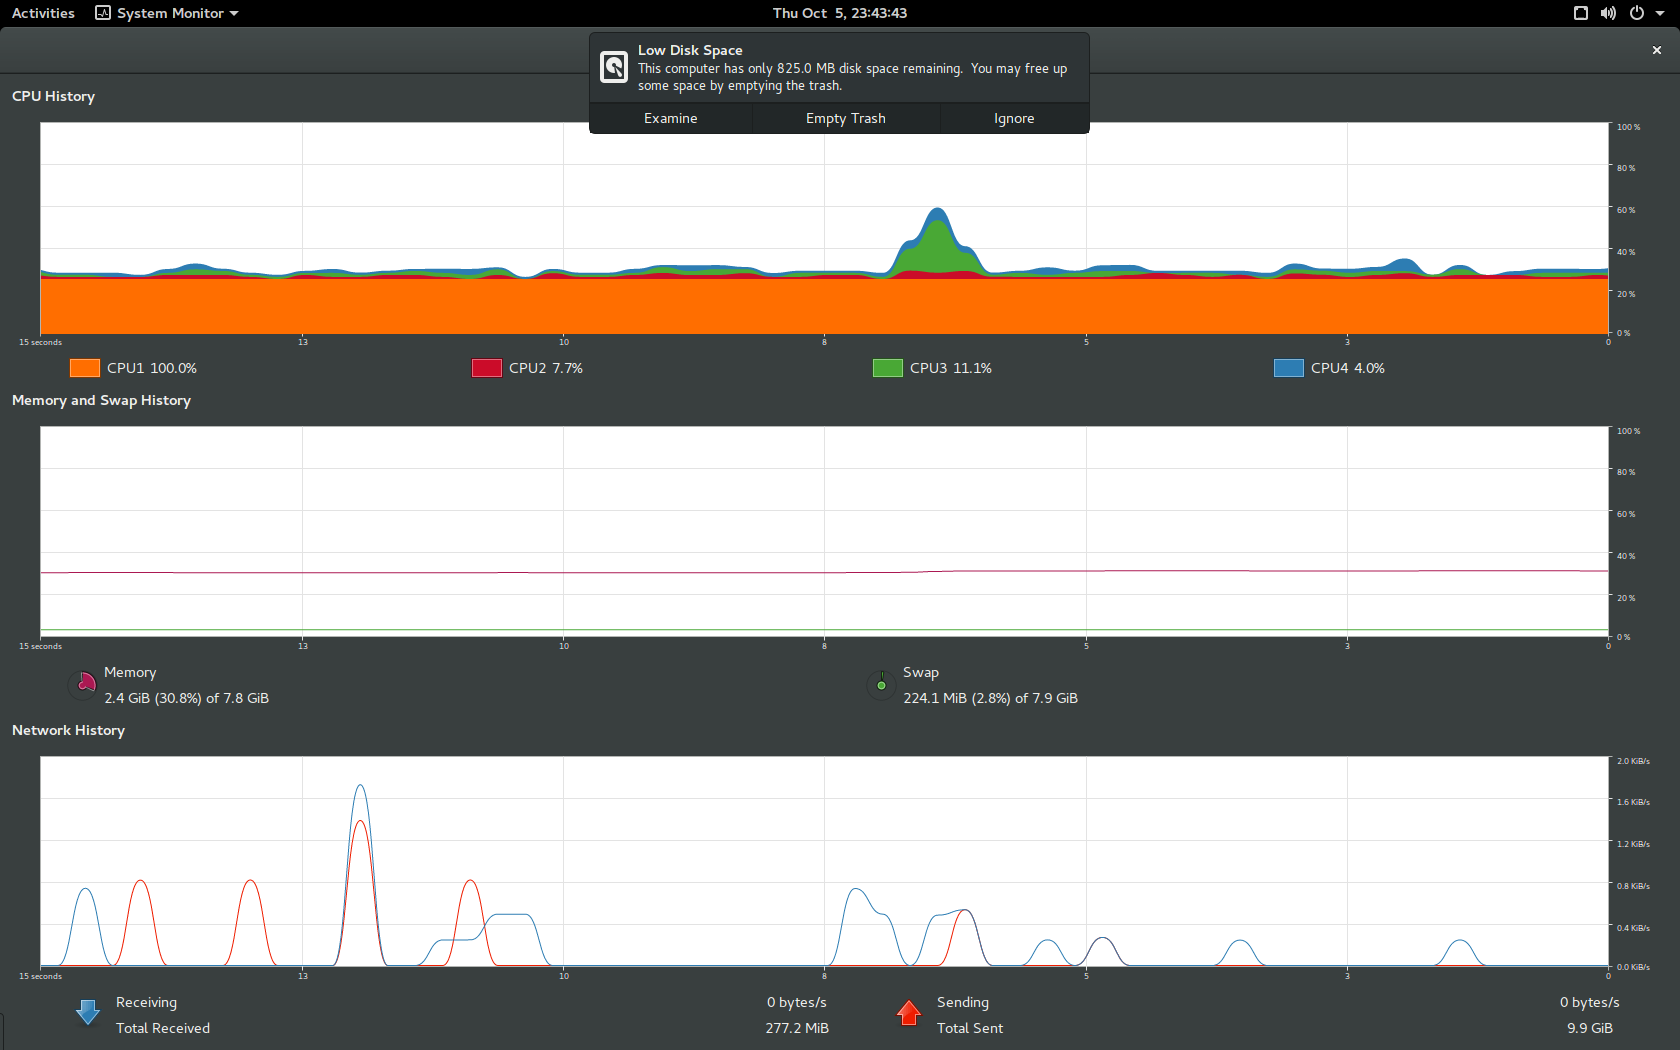 Activities
System Monitor
Thu Oct  5, 23:43:43
Low Disk Space
This computer has only 825.0 MB disk space remaining.  You may free up
some space by emptying the trash.
Examine
Empty Trash
Ignore
CPU History
100 %
80 %
60 %
40 %
20 %
0 %
15 seconds
13
10
8
5
3
0
CPU1 100.0%
CPU2 7.7%
CPU3 11.1%
CPU4 4.0%
Memory and Swap History
100 %
80 %
60 %
40 %
20 %
0 %
15 seconds
13
10
8
5
3
0
Memory
2.4 GiB (30.8%) of 7.8 GiB
Swap
224.1 MiB (2.8%) of 7.9 GiB
Network History
2.0 KiB/s
1.6 KiB/s
1.2 KiB/s
0.8 KiB/s
0.4 KiB/s
0.0 KiB/s
15 seconds
13
10
8
5
3
0
Receiving
0 bytes/s
Total Received
277.2 MiB
Sending
0 bytes/s
Total Sent
9.9 GiB